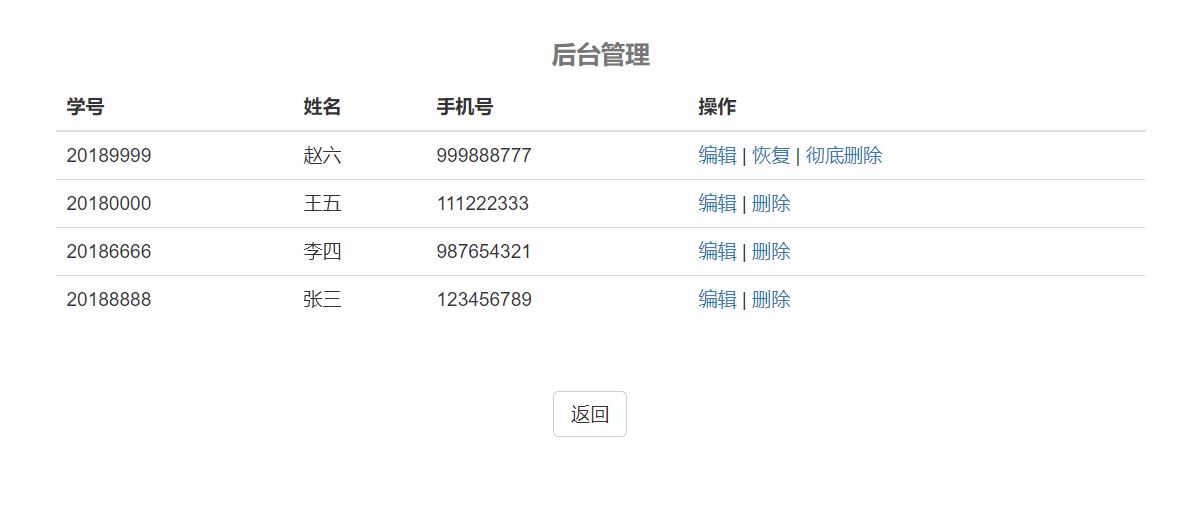 后台管理
学号 姓名 手机号 操作
20189999 赵六 999888777 编辑 | 恢复 | 彻底删除
20180000 王五 111222333 编辑 | 删除
20186666 李四 987654321 编辑 | 删除
20188888 张三 123456789 编辑 | 删除
返回